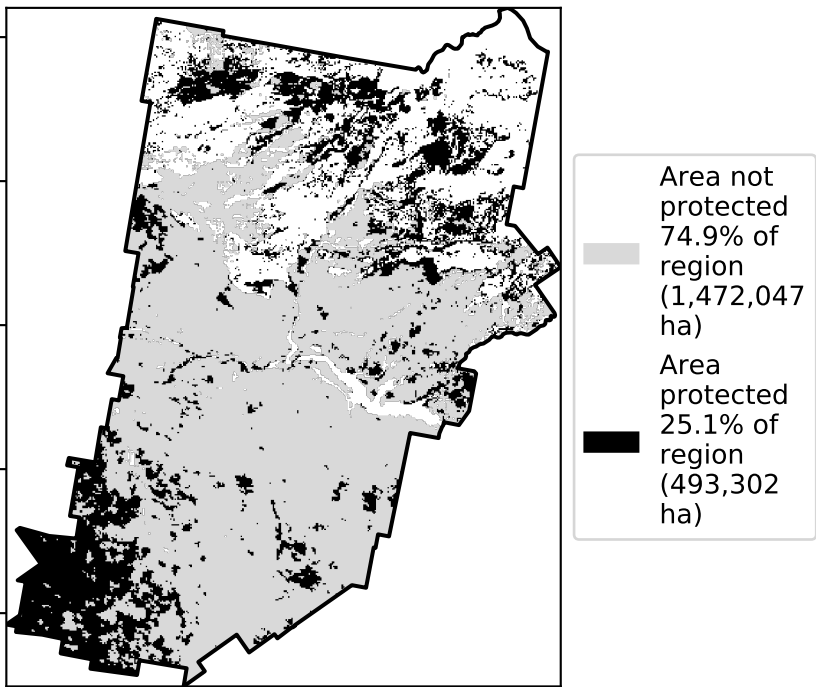 Area not
protected
74.9% of
region
(1,472,047
ha)
Area
protected
25.1% of
region
(493,302
ha)